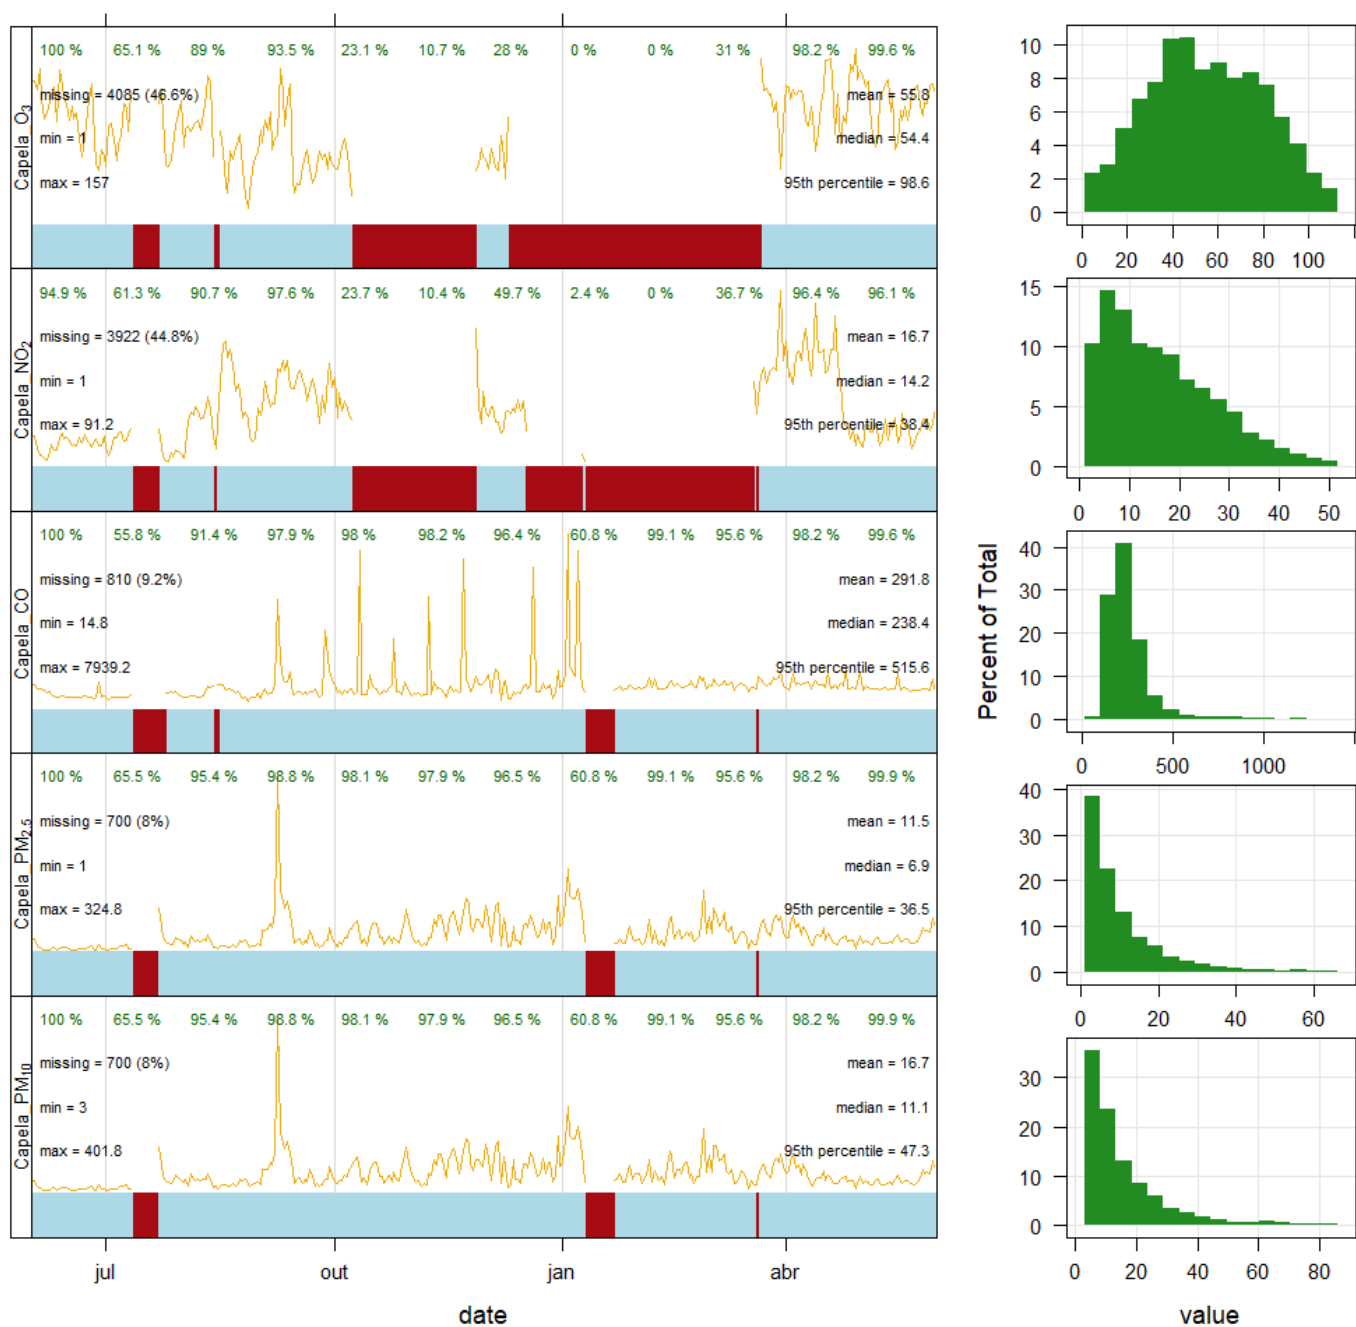 100 % 65.1 % 89 % 93.5 % 23.1 % 10.7 % 28 % 0 % 0 % 31 % 98.2 % 99.6 %
missing = 4085 (46.6%) mean = 55.8
min = 1 median = 54.4
max = 157 95th percentile = 98.6
Capela_O3
10
8
6
4
2
0
0 20 40 60 80 100
94.9 % 61.3 % 90.7 % 97.6 % 23.7 % 10.4 % 49.7 % 2.4 % 0 % 36.7 % 96.4 % 96.1 %
missing = 3922 (44.8%) mean = 16.7
min = 1 median = 14.2
max = 91.2 95th percentile = 38.4
Capela_NO2
15
10
5
0
0 10 20 30 40 50
100 % 55.8 % 91.4 % 97.9 % 98 % 98.2 % 96.4 % 60.8 % 99.1 % 95.6 % 98.2 % 99.6 %
missing = 810 (9.2%) mean = 291.8
min = 14.8 median = 238.4
max = 7939.2 95th percentile = 515.6
Capela_CO
Percent of Total
40
30
20
10
0
0 500 1000
100 % 65.5 % 95.4 % 98.8 % 98.1 % 97.9 % 96.5 % 60.8 % 99.1 % 95.6 % 98.2 % 99.9 %
missing = 700 (8%) mean = 11.5
min = 1 median = 6.9
max = 324.8 95th percentile = 36.5
Capela_PM2.5
40
30
20
10
0
0 20 40 60
100 % 65.5 % 95.4 % 98.8 % 98.1 % 97.9 % 96.5 % 60.8 % 99.1 % 95.6 % 98.2 % 99.9 %
missing = 700 (8%) mean = 16.7
min = 3 median = 11.1
max = 401.8 95th percentile = 47.3
Capela_PM10
30
20
10
0
0 20 40 60 80
jul out jan abr
date value